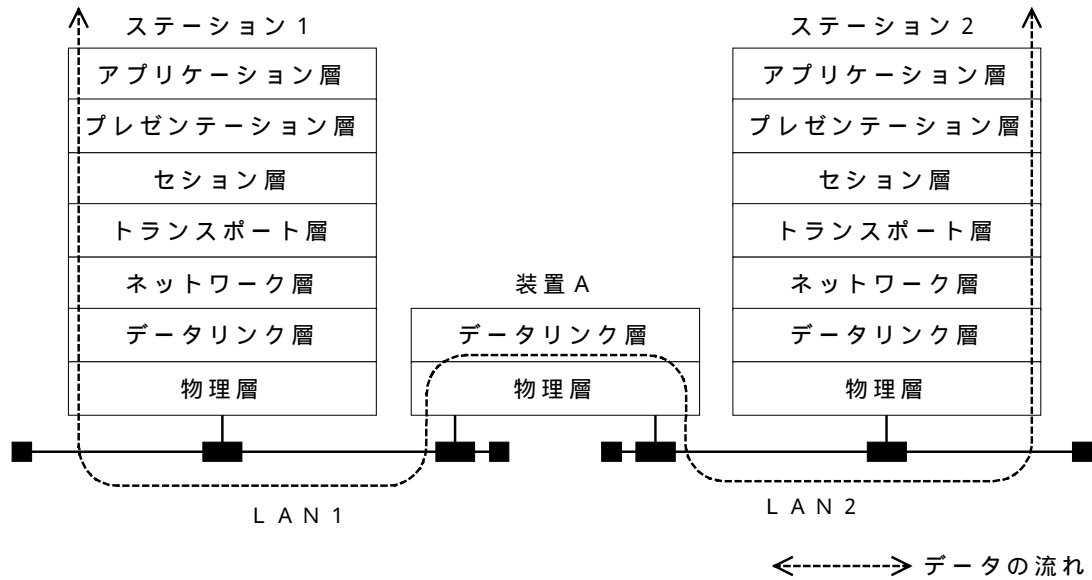 ステーション1
アプリケーション層
プレゼンテーション層
セション層
トランスポート層
ネットワーク層
データリンク層
物理層
装置A
データリンク層
物理層
ステーション2
アプリケーション層
プレゼンテーション層
セション層
トランスポート層
ネットワーク層
データリンク層
物理層
LAN1
LAN2
データの流れ